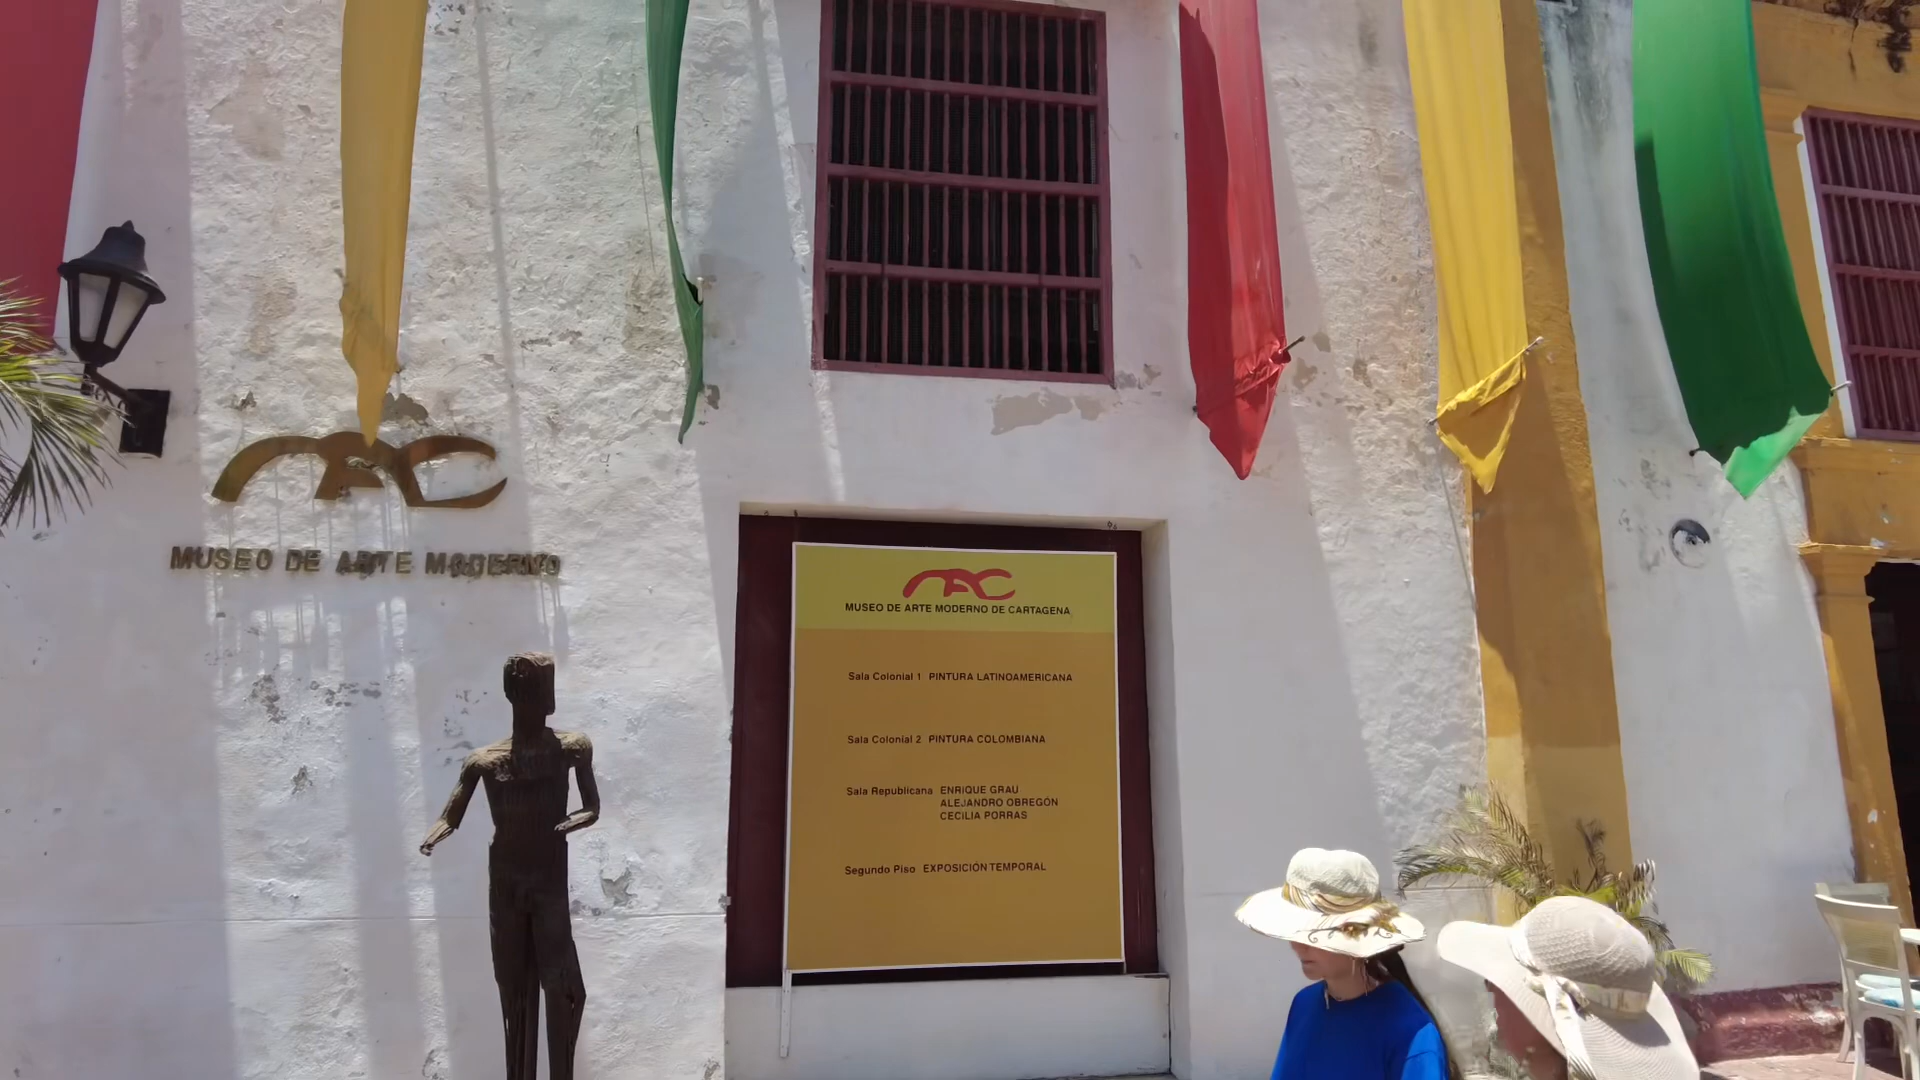 MAC
MUSEO DE ARTE MODERNO
MAC
MUSEO DE ARTE MODERNO DE CARTAGENA
Sala Colonial 1 PINTURA LATINOAMERICANA
Sala Colonial 2 PINTURA COLOMBIANA
Sala Republicana ENRIQUE GRAU
ALEJANDRO OBREGÓN
CECILIA PORRAS
Segundo Piso EXPOSICIÓN TEMPORAL